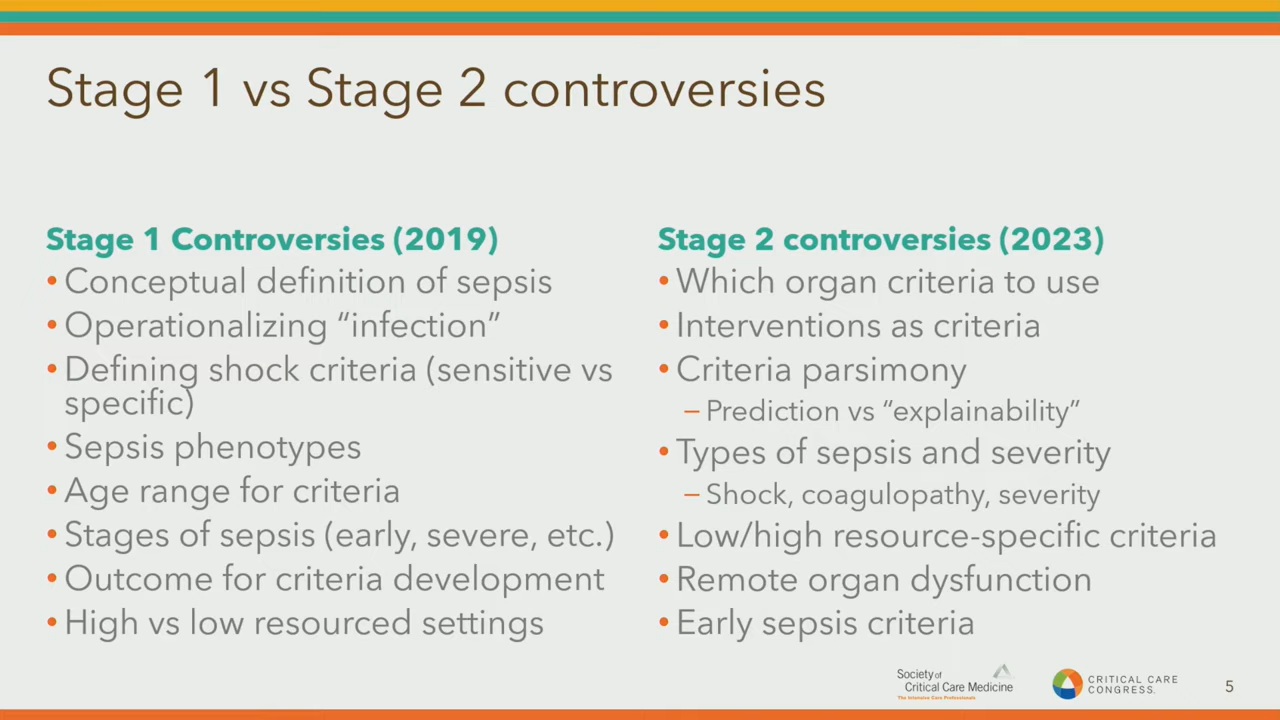 Stage 1 vs Stage 2 controversies
Stage 1 Controversies (2019)
• Conceptual definition of sepsis
• Operationalizing “infection”
• Defining shock criteria (sensitive vs
specific)
• Sepsis phenotypes
• Age range for criteria
• Stages of sepsis (early, severe, etc.)
• Outcome for criteria development
• High vs low resourced settings
Stage 2 controversies (2023)
• Which organ criteria to use
• Interventions as criteria
• Criteria parsimony
– Prediction vs “explainability”
• Types of sepsis and severity
– Shock, coagulopathy, severity
• Low/high resource-specific criteria
• Remote organ dysfunction
• Early sepsis criteria
Society of
Critical Care Medicine
The Intensive Care Professionals
CRITICAL CARE
CONGRESS.
5